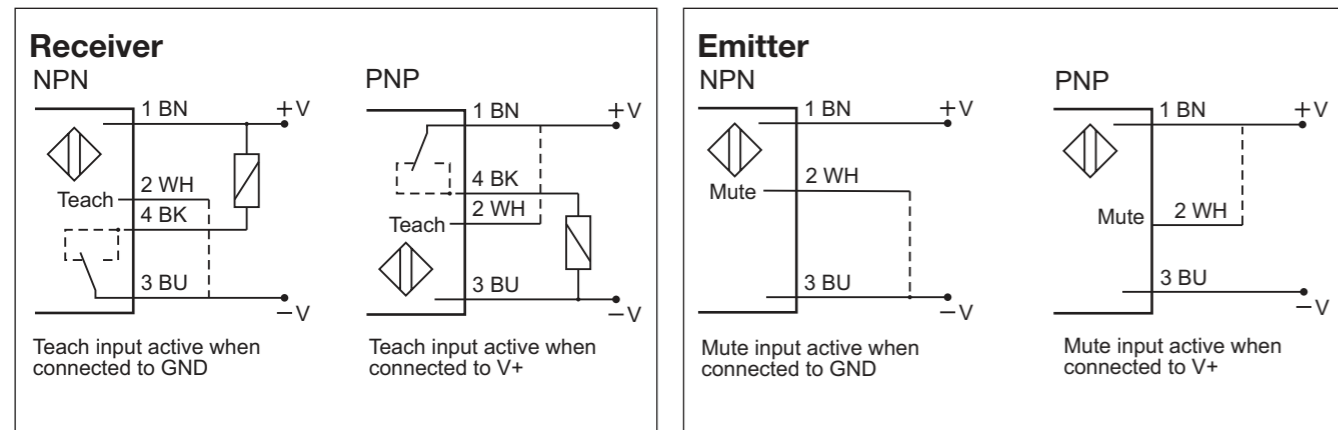 Receiver
NPN
1 BN
+V
2 WH
Teach
4 BK
3 BU
−V
Teach input active when
connected to GND
PNP
1 BN
+V
4 BK
2 WH
Teach
3 BU
−V
Teach input active when
connected to V+
Emitter
NPN
1 BN
+V
2 WH
Mute
3 BU
−V
Mute input active when
connected to GND
PNP
1 BN
+V
Mute
2 WH
3 BU
−V
Mute input active when
connected to V+